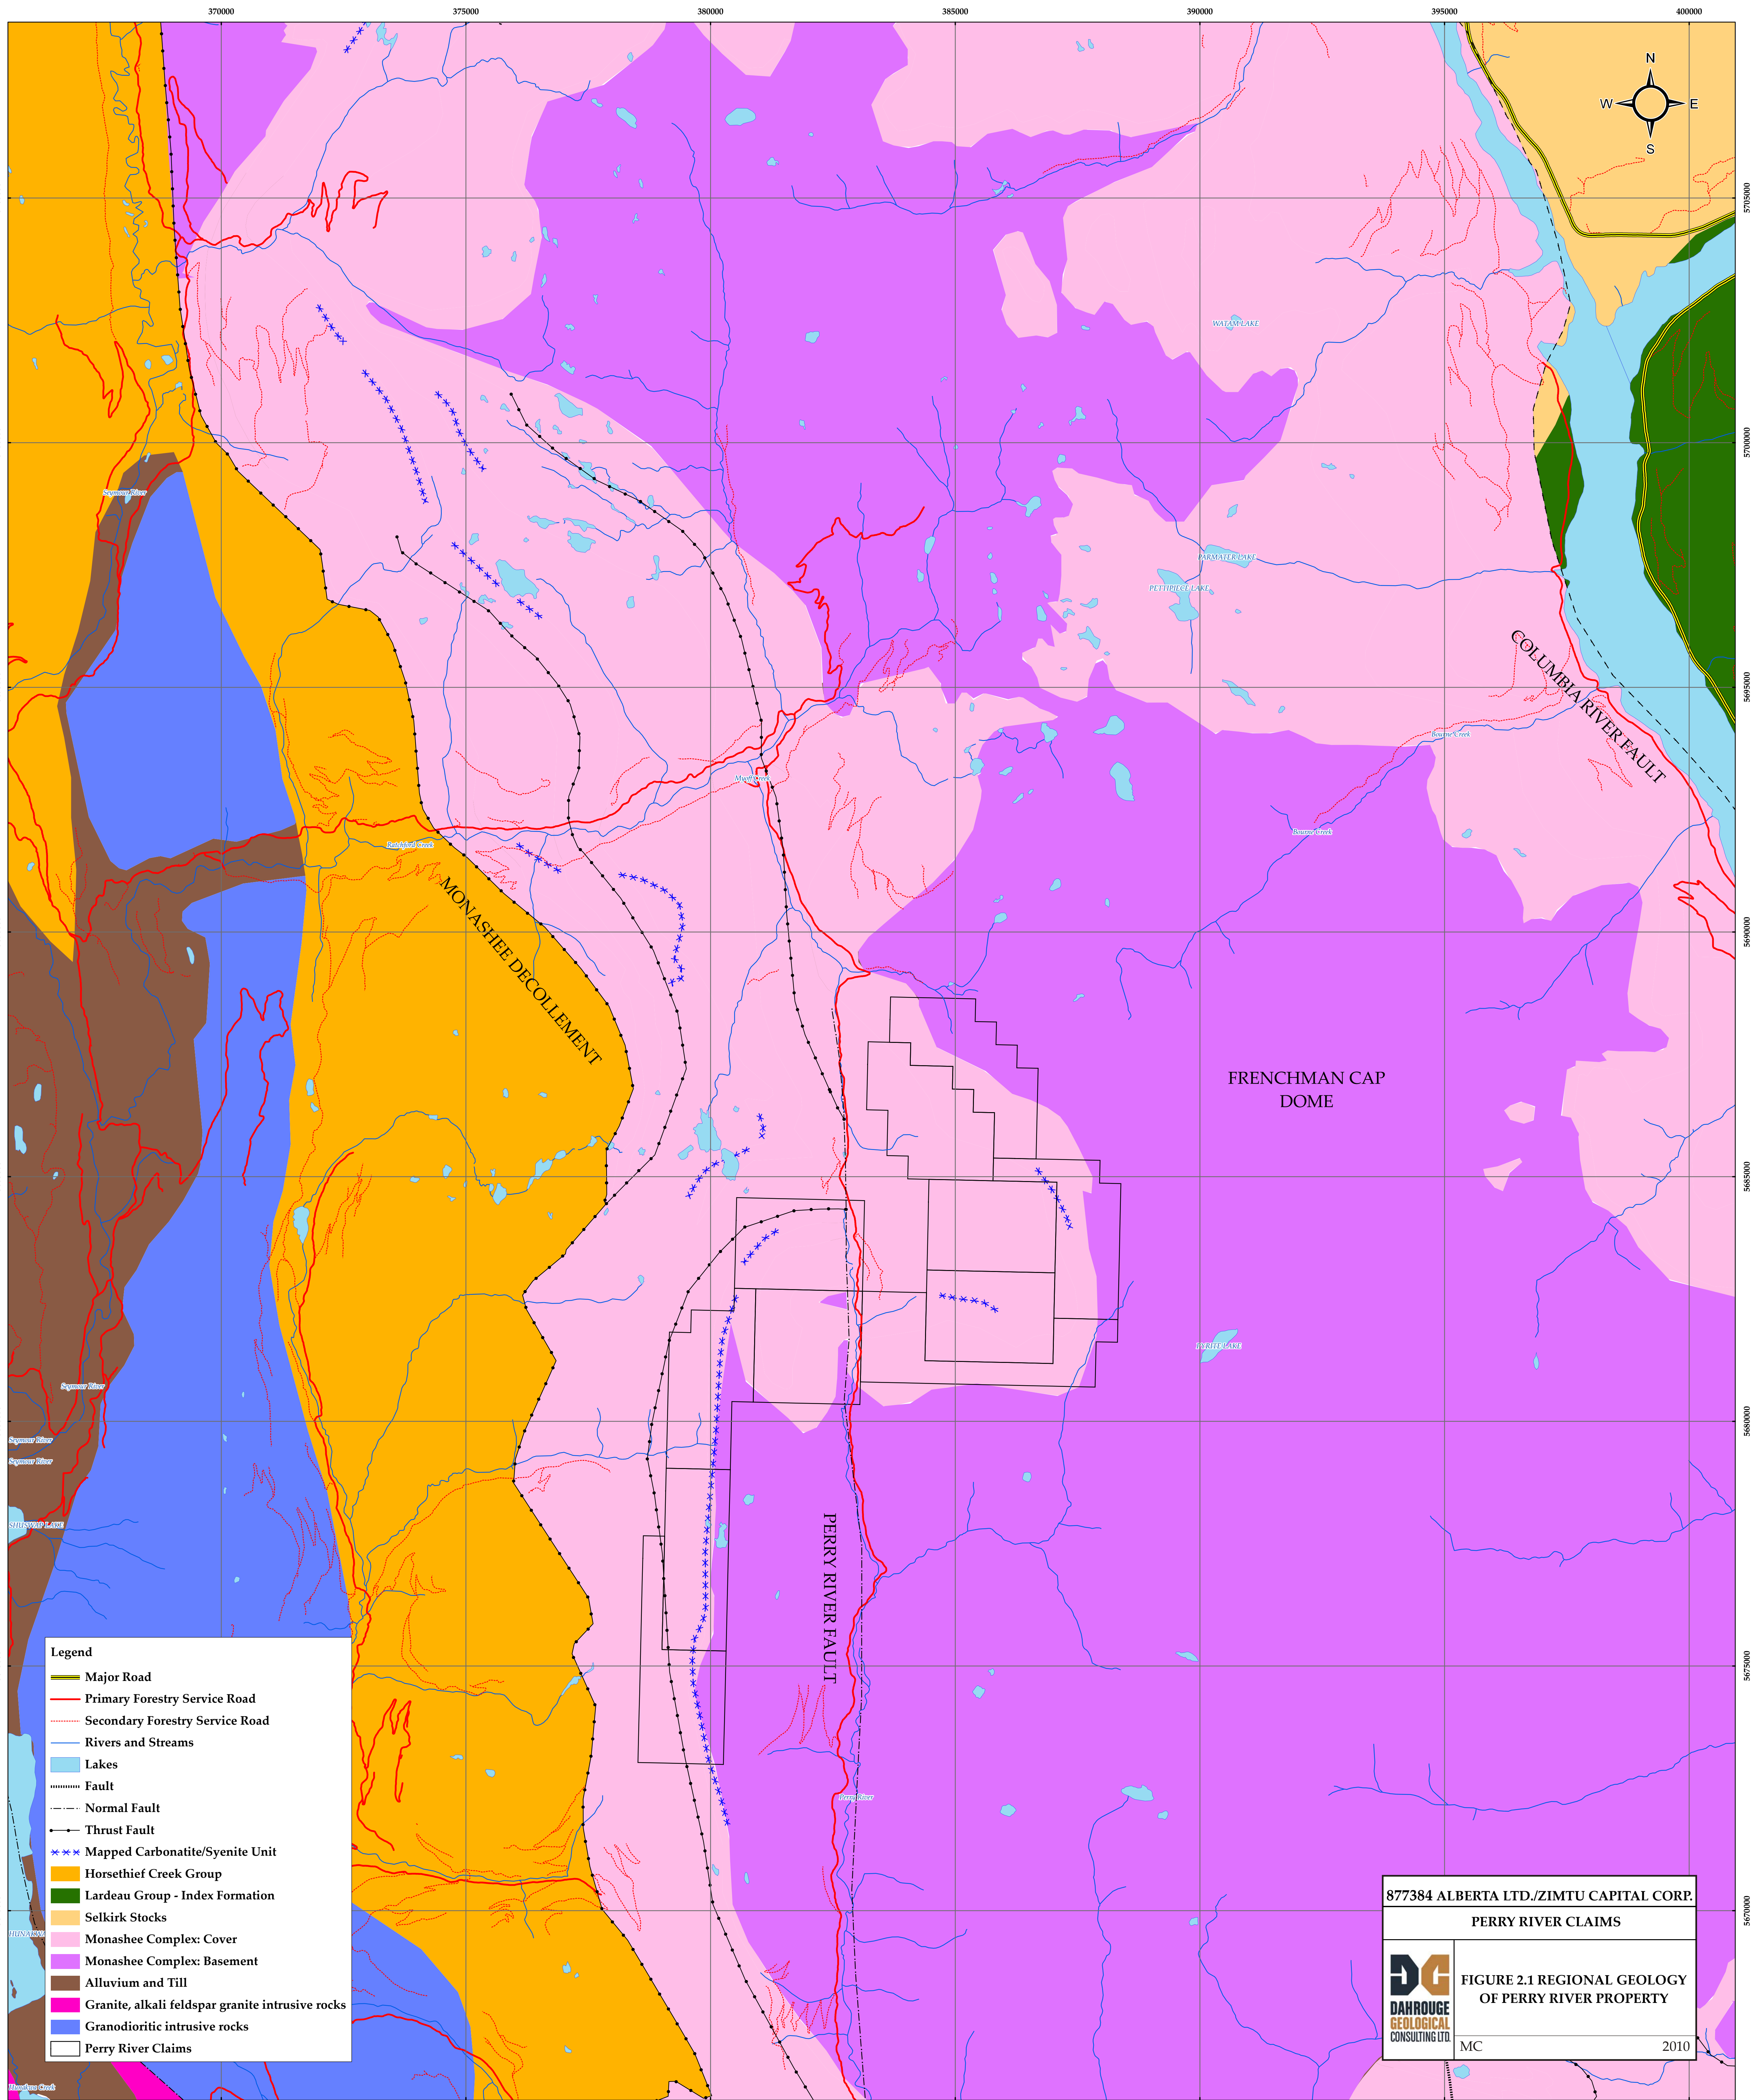 370000
375000
380000
385000
390000
395000
400000
N
W E
S
5705000
WATAM LAKE
5700000
Seymour River
PARMATER LAKE
PETTIPIECE LAKE
COLUMBIA RIVER FAULT
5695000
Bourne Creek
Myoff Creek
Bourne Creek
Ratchford Creek
MONASHEE DECOLLEMENT
5690000
FRENCHMAN CAP
DOME
5685000
Seymour River
5680000
Seymour River
Seymour River
SHUSWAP LAKE
PERRY RIVER FAULT
5675000
Perry River
5670000
Legend
Major Road
Primary Forestry Service Road
Secondary Forestry Service Road
Rivers and Streams
Lakes
Fault
Normal Fault
Thrust Fault
Mapped Carbonatite/Syenite Unit
Horsethief Creek Group
Lardeau Group - Index Formation
Selkirk Stocks
Monashee Complex: Cover
Monashee Complex: Basement
Alluvium and Till
Granite, alkali feldspar granite intrusive rocks
Granodioritic intrusive rocks
Perry River Claims
877384 ALBERTA LTD./ZIMTU CAPITAL CORP.
PERRY RIVER CLAIMS
DAHROUGE
GEOLOGICAL
CONSULTING LTD.
FIGURE 2.1 REGIONAL GEOLOGY
OF PERRY RIVER PROPERTY
MC 2010